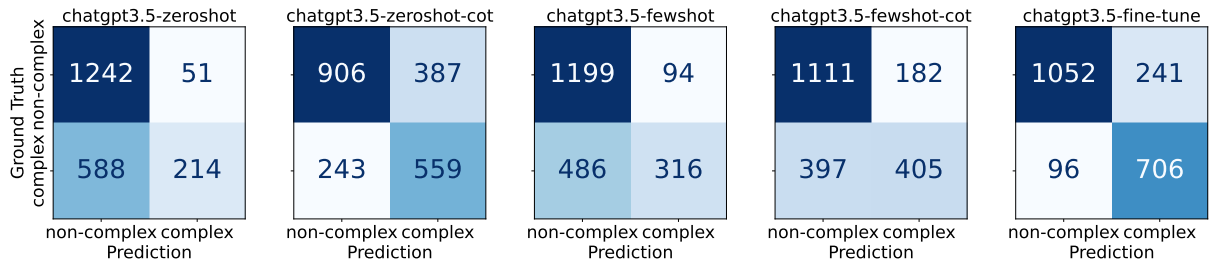 chatgpt3.5-zeroshot chatgpt3.5-zeroshot-cot chatgpt3.5-fewshot chatgpt3.5-fewshot-cot chatgpt3.5-fine-tune
Ground Truth
non-complex
complex
1242 51 906 387 1199 94 1111 182 1052 241
588 214 243 559 486 316 397 405 96 706
non-complex complex non-complex complex non-complex complex non-complex complex non-complex complex
Prediction Prediction Prediction Prediction Prediction